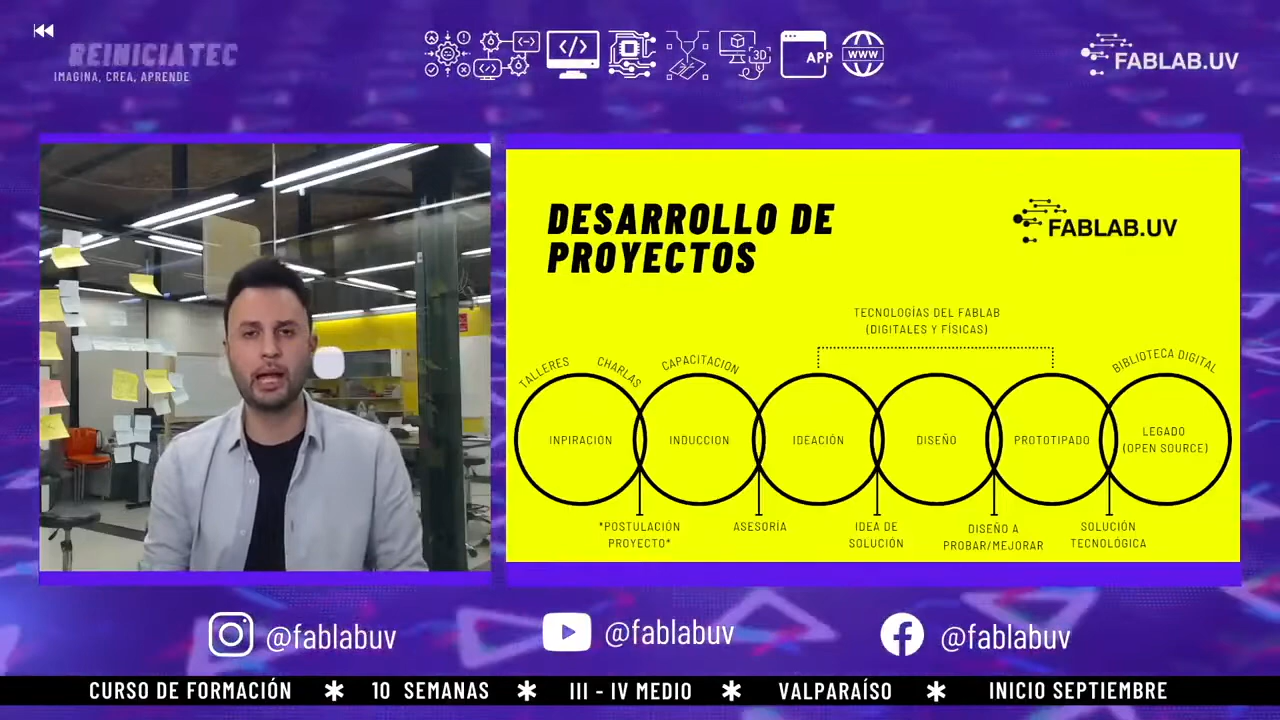 REINICIATEC
IMAGINA, CREA, APRENDE
</>
3D
APP
WWW
FABLAB.UV
DESARROLLO DE
PROYECTOS
FABLAB.UV
TECNOLOGÍAS DEL FABLAB
(DIGITALES Y FÍSICAS)
TALLERES
CHARLAS
CAPACITACION
BIBLIOTECA DIGITAL
INPIRACION
INDUCCION
IDEACIÓN
DISEÑO
PROTOTIPADO
LEGADO
(OPEN SOURCE)
*POSTULACIÓN
PROYECTO*
ASESORÍA
IDEA DE
SOLUCIÓN
DISEÑO A
PROBAR/MEJORAR
SOLUCIÓN
TECNOLÓGICA
@fablabuv
@fablabuv
@fablabuv
CURSO DE FORMACIÓN * 10 SEMANAS * III - IV MEDIO * VALPARAÍSO * INICIO SEPTIEMBRE